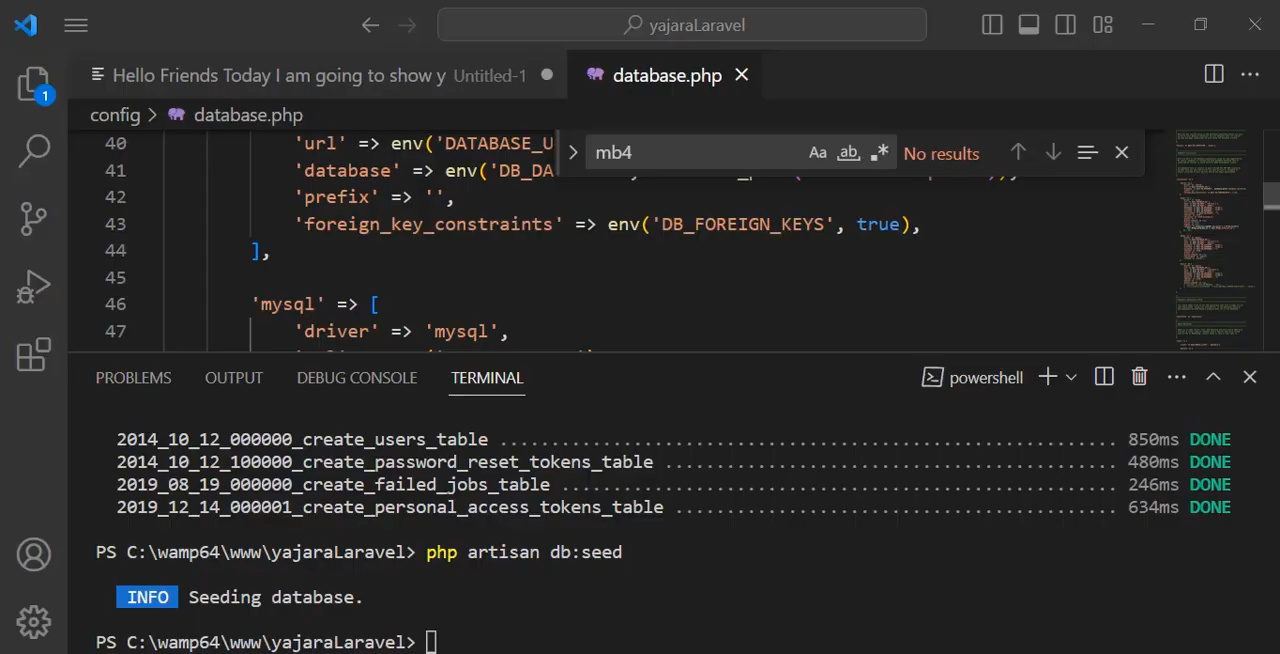 yajaraLaravel
Hello Friends Today I am going to show y Untitled-1
database.php
1
config > database.php
40 'url' => env('DATABASE_U
mb4
Aa ab .*
No results
41 'database' => env('DB_DA
42 'prefix' => '',
43 'foreign_key_constraints' => env('DB_FOREIGN_KEYS', true),
44 ],
45
46 'mysql' => [
47 'driver' => 'mysql',
PROBLEMS OUTPUT DEBUG CONSOLE TERMINAL powershell
2014_10_12_000000_create_users_table ........................................................................ 850ms DONE
2014_10_12_100000_create_password_reset_tokens_table ........................................................ 480ms DONE
2019_08_19_000000_create_failed_jobs_table .................................................................. 246ms DONE
2019_12_14_000001_create_personal_access_tokens_table ....................................................... 634ms DONE
PS C:\wamp64\www\yajaraLaravel> php artisan db:seed
INFO Seeding database.
PS C:\wamp64\www\yajaraLaravel>